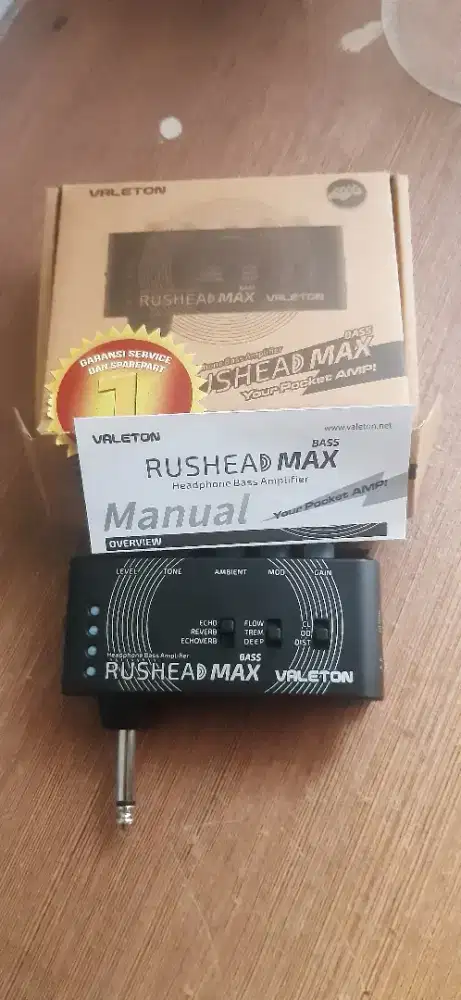 VALETON
RUSHEAD MAX VALETON
BASS
Bass Amplifier
RUSHEAD MAX
Your Pocket AMP!
GARANSI SERVICE
DAN SPAREPART
1
VALETON
www.valeton.net
BASS
RUSHEAD MAX
Headphone Bass Amplifier
Manual
Your Pocket AMP!
OVERVIEW
LEVEL TONE AMBIENT MOD GAIN
ECHO FLOW CL
REVERB TREM OD
ECHOVERB DEEP DIST
Headphone Bass Amplifier BASS
RUSHEAD MAX VALETON